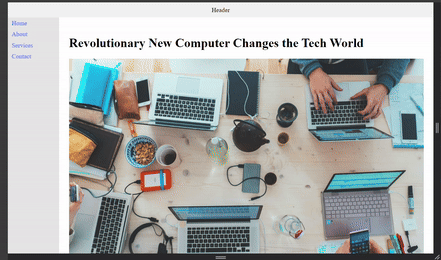 Header
Home
About
Services
Contact
Revolutionary New Computer Changes the Tech World